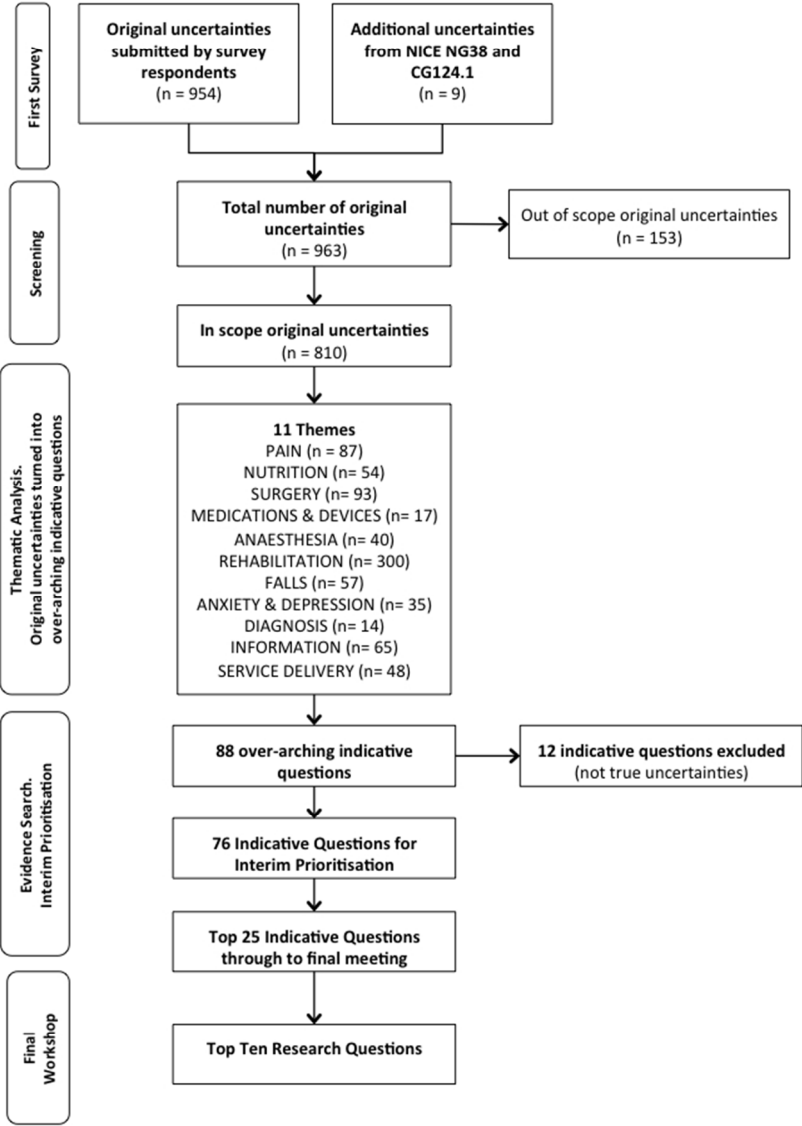 First Survey
Original uncertainties
submitted by survey
respondents
(n = 954)
Additional uncertainties
from NICE NG38 and
CG124.1
(n = 9)
Screening
Total number of original
uncertainties
(n = 963)
Out of scope original uncertainties
(n = 153)
In scope original uncertainties
(n = 810)
Thematic Analysis.
Original uncertainties turned into
over-arching indicative questions
11 Themes
PAIN (n = 87)
NUTRITION (n= 54)
SURGERY (n= 93)
MEDICATIONS & DEVICES (n= 17)
ANAESTHESIA (n= 40)
REHABILITATION (n= 300)
FALLS (n= 57)
ANXIETY & DEPRESSION (n= 35)
DIAGNOSIS (n= 14)
INFORMATION (n= 65)
SERVICE DELIVERY (n= 48)
Evidence Search.
Interim Prioritisation
88 over-arching indicative
questions
12 indicative questions excluded
(not true uncertainties)
76 Indicative Questions for
Interim Prioritisation
Top 25 Indicative Questions
through to final meeting
Final
Workshop
Top Ten Research Questions